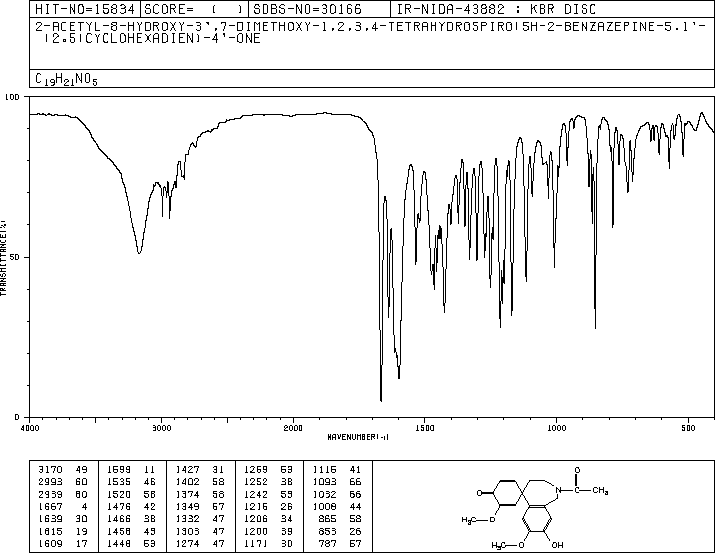 HIT-NO=15834 SCORE= ( ) SDBS-NO=30166 IR-NIDA-43882 : KBR DISC
2-ACETYL-8-HYDROXY-3',7-DIMETHOXY-1,2,3,4-TETRAHYDROSPIRO(5H-2-BENZAZEPINE-5.1'-
(2.5)CYCLOHEXADIEN)-4'-ONE
C19H21NO5
100
50
0
TRANSMITTANCE(%)
4000 3000 2000 1500 1000 500
WAVENUMBER(-1)
3170 49 1599 11 1427 31 1269 53 1116 41
2993 60 1535 46 1402 58 1252 38 1093 66
2939 60 1520 58 1374 58 1242 53 1032 66
1667 4 1476 42 1349 57 1216 26 1008 44
1639 30 1466 38 1332 47 1206 34 865 58
1615 19 1458 49 1303 47 1200 39 853 26
1609 17 1448 53 1274 47 1171 30 787 57
O
O N C CH3
H3C O
H3C O OH